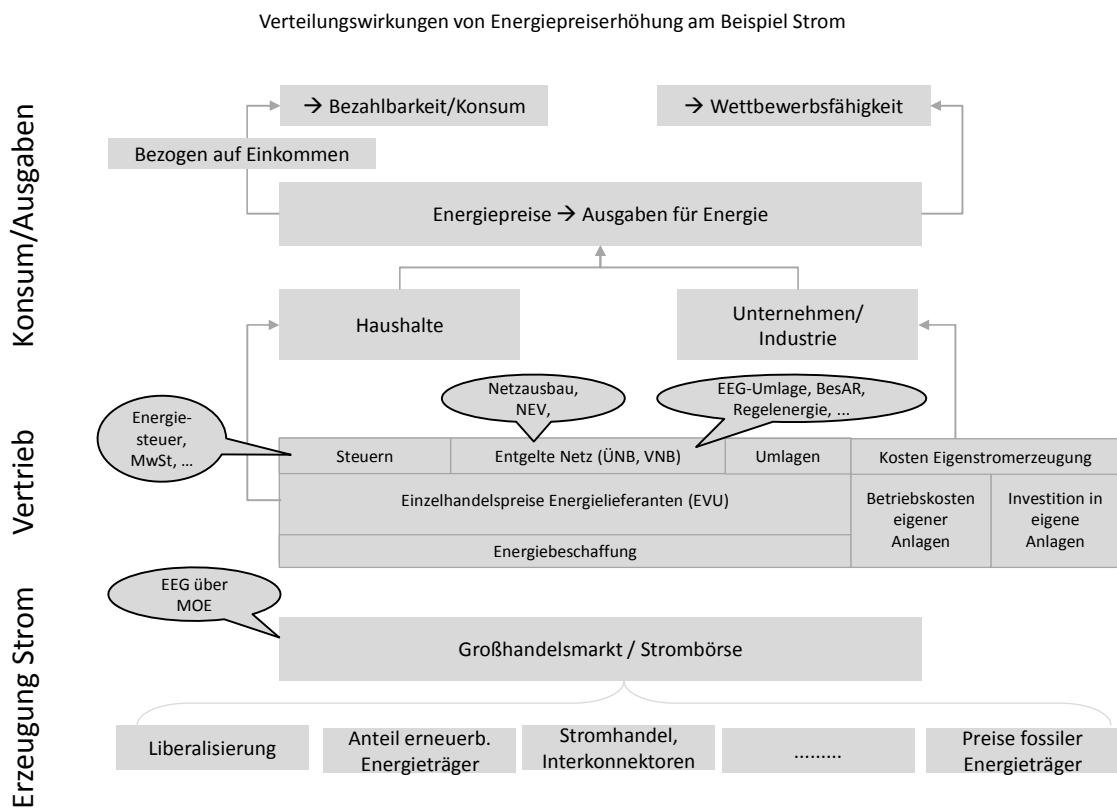 Verteilungswirkungen von Energiepreiserhöhung am Beispiel Strom
Konsum/Ausgaben
→ Bezahlbarkeit/Konsum
→ Wettbewerbsfähigkeit
Bezogen auf Einkommen
Energiepreise → Ausgaben für Energie
Haushalte
Unternehmen/
Industrie
Vertrieb
Energie-
steuer,
MwSt, ...
Netzausbau,
NEV,
EEG-Umlage, BesAR,
Regelenergie, ...
Steuern
Entgelte Netz (ÜNB, VNB)
Umlagen
Kosten Eigenstromerzeugung
Einzelhandelspreise Energielieferanten (EVU)
Betriebskosten
eigener
Anlagen
Investition in
eigene
Anlagen
Energiebeschaffung
Erzeugung Strom
EEG über
MOE
Großhandelsmarkt / Strombörse
Liberalisierung
Anteil erneuerb.
Energieträger
Stromhandel,
Interkonnektoren
.........
Preise fossiler
Energieträger